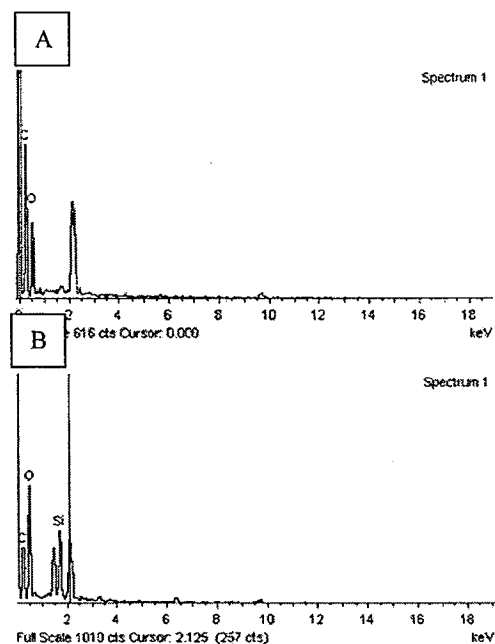 A
Spectrum 1
C
O
2 4 6 8 10 12 14 16 18
616 cts Cursor: 0.000 keV
B
Spectrum 1
O
Si
C
2 4 6 8 10 12 14 16 18
Full Scale 1010 cts Cursor: 2.125 (257 cts) keV